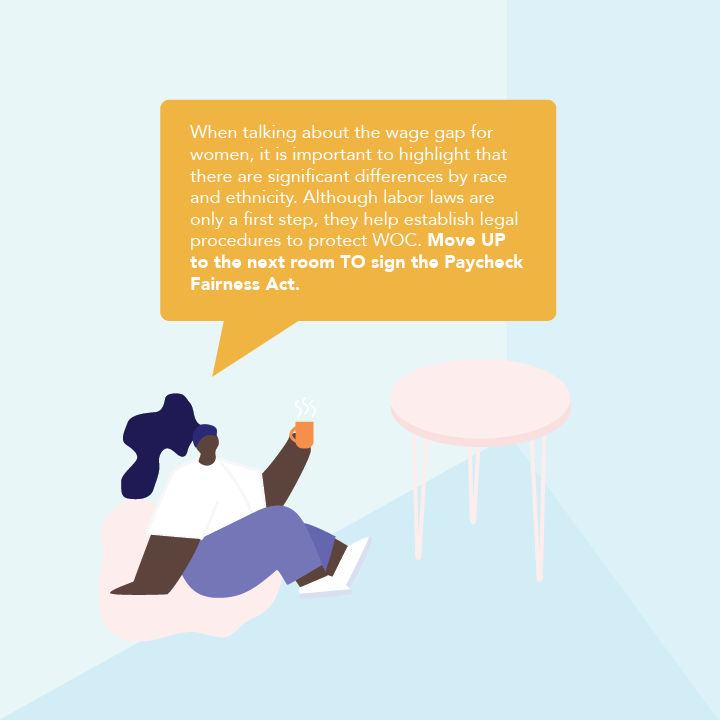 When talking about the wage gap for
women, it is important to highlight that
there are significant differences by race
and ethnicity. Although labor laws are
only a first step, they help establish legal
procedures to protect WOC. Move UP
to the next room TO sign the Paycheck
Fairness Act.